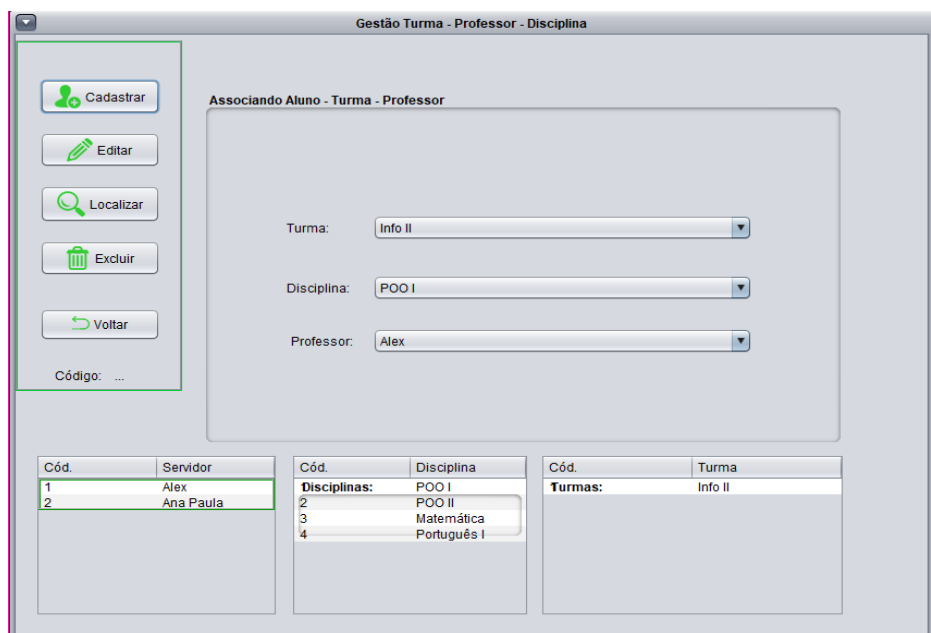 Gestão Turma - Professor - Disciplina
Cadastrar
Editar
Localizar
Excluir
Voltar
Código: ...
Associando Aluno - Turma - Professor
Turma: Info II
Disciplina: POO I
Professor: Alex
Cód. Servidor
1 Alex
2 Ana Paula
Cód. Disciplina
Disciplinas: POO I
2 POO II
3 Matemática
4 Português I
Cód. Turma
Turmas: Info II